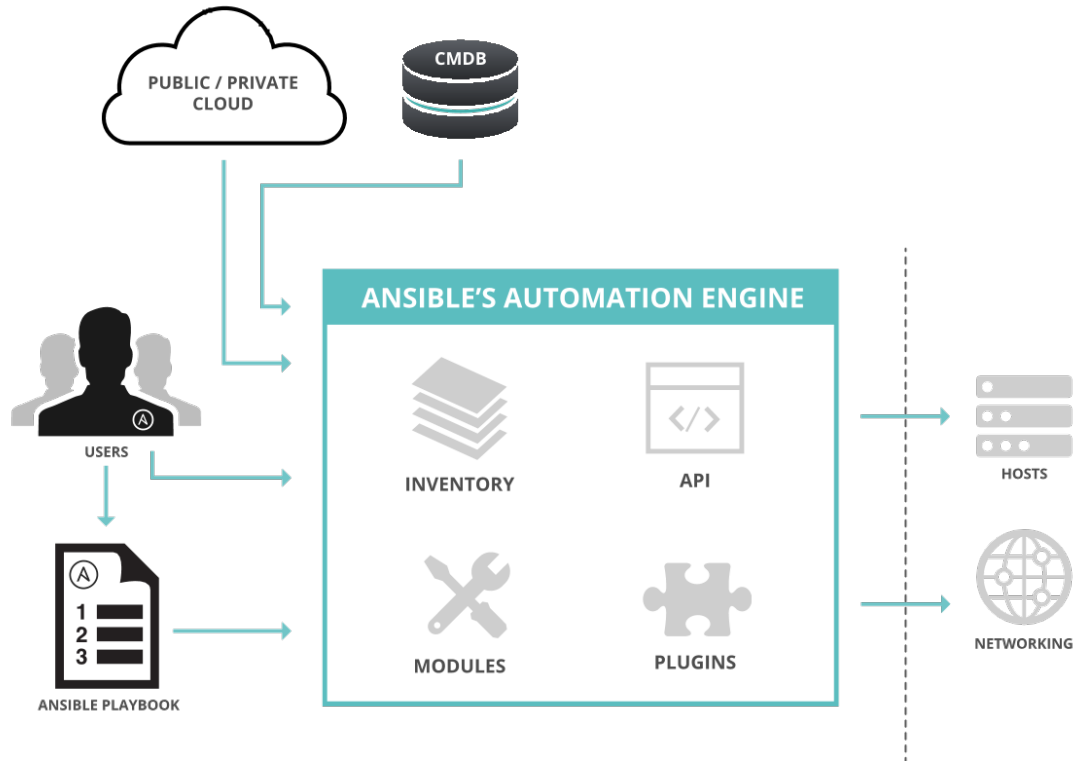 PUBLIC / PRIVATE
CLOUD
CMDB
ANSIBLE'S AUTOMATION ENGINE
USERS
INVENTORY
API
HOSTS
A
1
2
3
MODULES
PLUGINS
NETWORKING
ANSIBLE PLAYBOOK